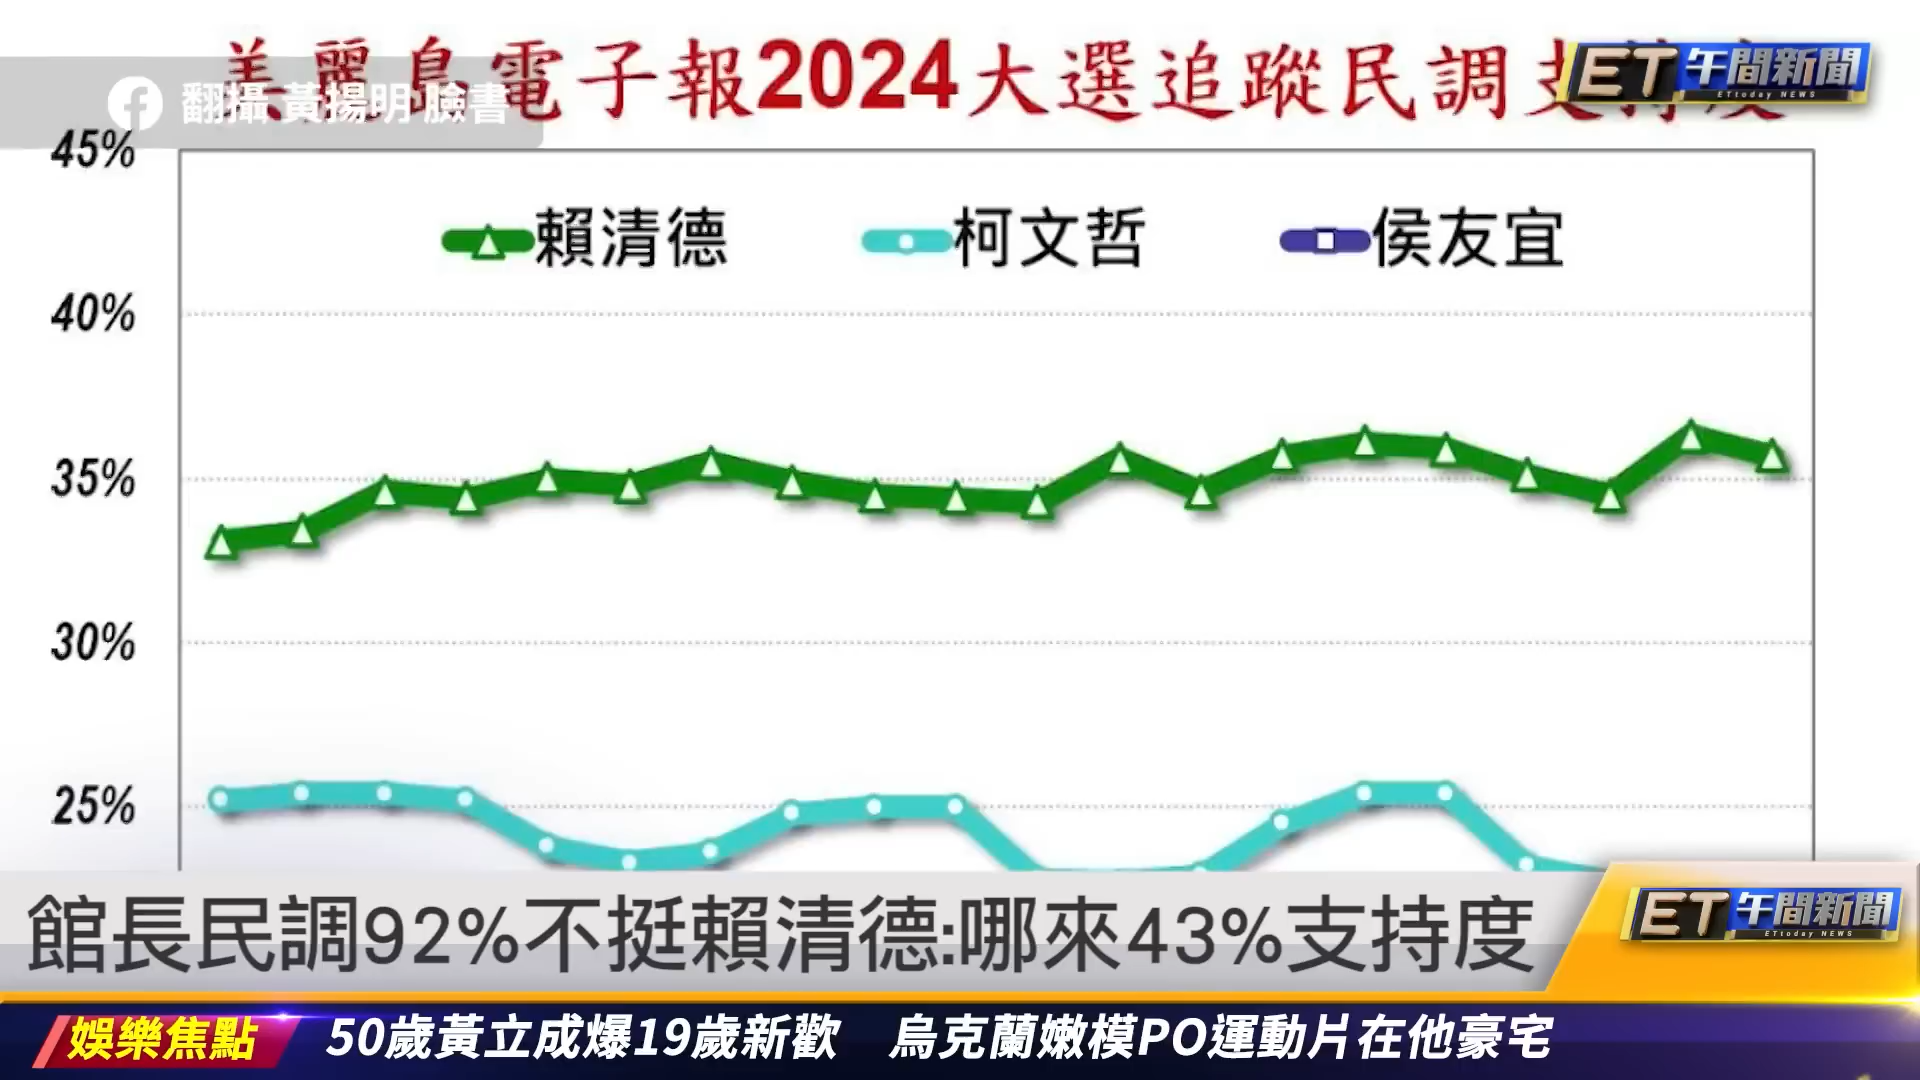 美麗島電子報2024大選追蹤民調支持度
翻攝 黃揚明 臉書
ET午間新聞
ETtoday NEWS
45%
賴清德
柯文哲
侯友宜
40%
35%
30%
25%
館長民調92%不挺賴清德:哪來43%支持度
ET午間新聞
ETtoday NEWS
娛樂焦點
50歲黃立成爆19歲新歡 烏克蘭嫩模PO運動片在他豪宅